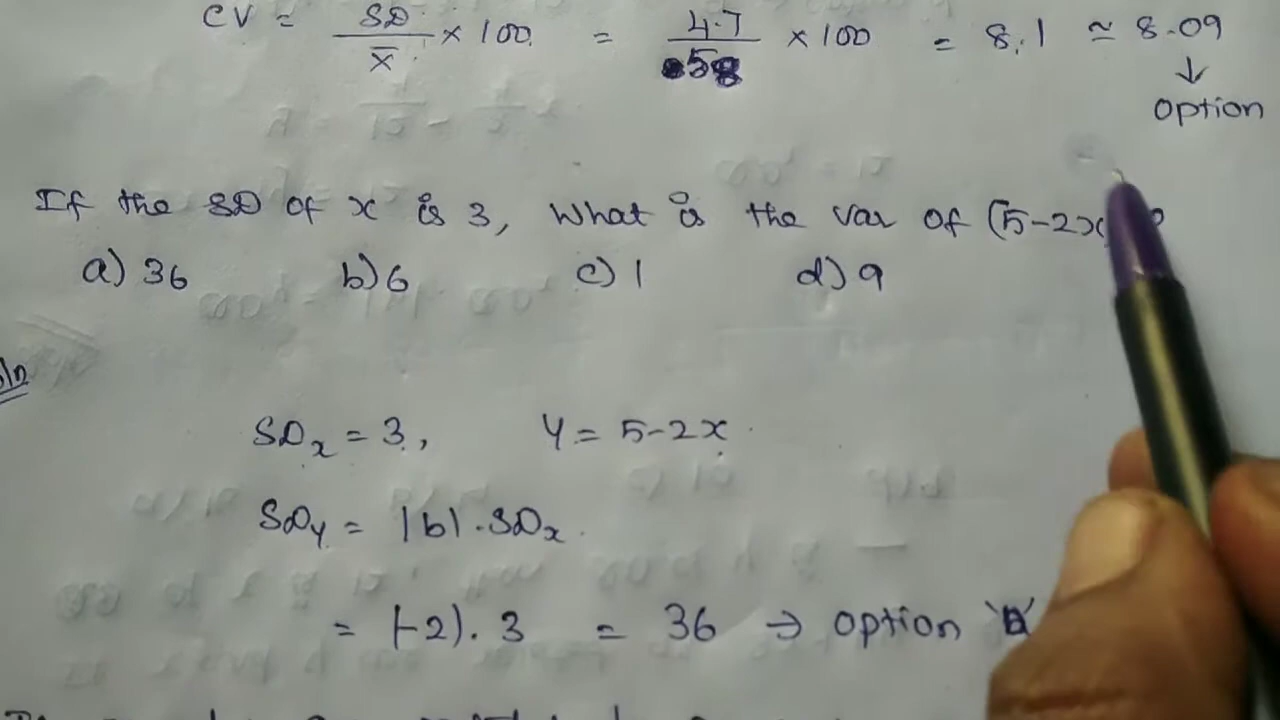 CV = SD / x̄ × 100 = 4.7 / 58 × 100 = 8.1 ≃ 8.09
↓
option
If the SD of x is 3, What is the var of (5-2x)?
a) 36 b) 6 c) 1 d) 9
SDx = 3, Y = 5-2x
SDy = |b|.SDx
= |-2). 3 = 36 → option